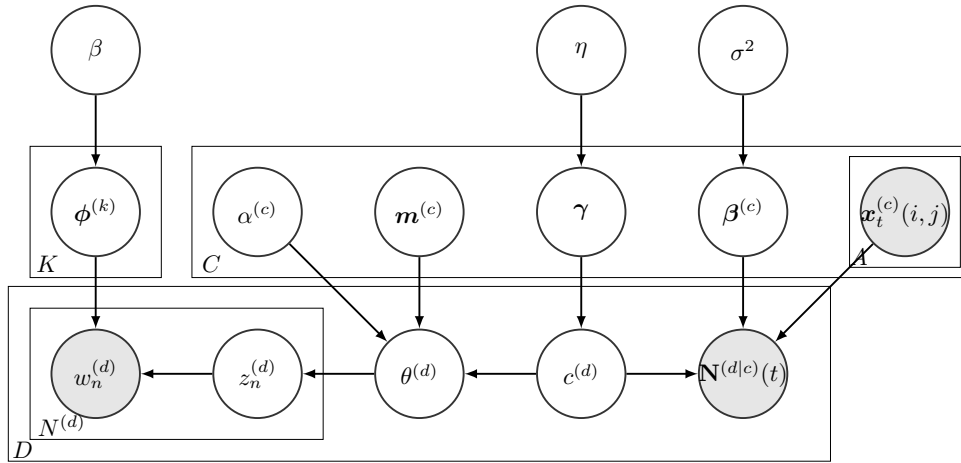 β η σ²
ϕ^(k) α^(c) m^(c) γ β^(c) x_t^(c)(i, j)
K C A
w_n^(d) z_n^(d) θ^(d) c^(d) N^(d|c)(t)
N^(d)
D